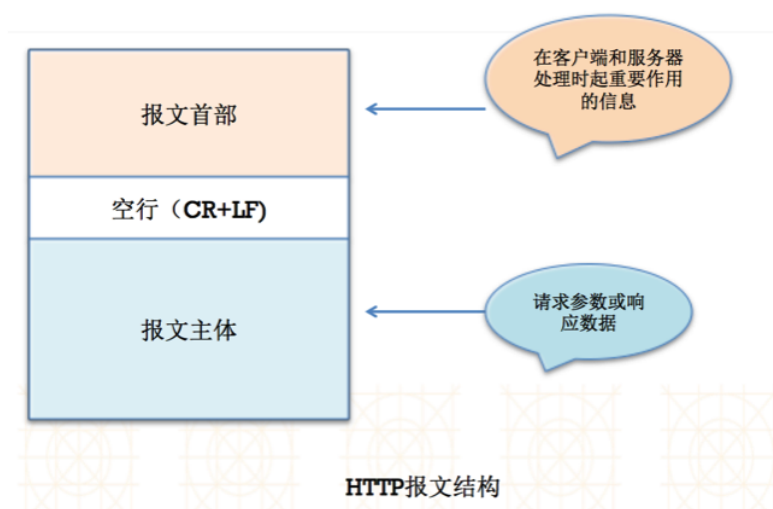 在客户端和服务器
处理时起重要作用
的信息
报文首部
空行（CR+LF)
请求参数或响
应数据
报文主体
HTTP报文结构